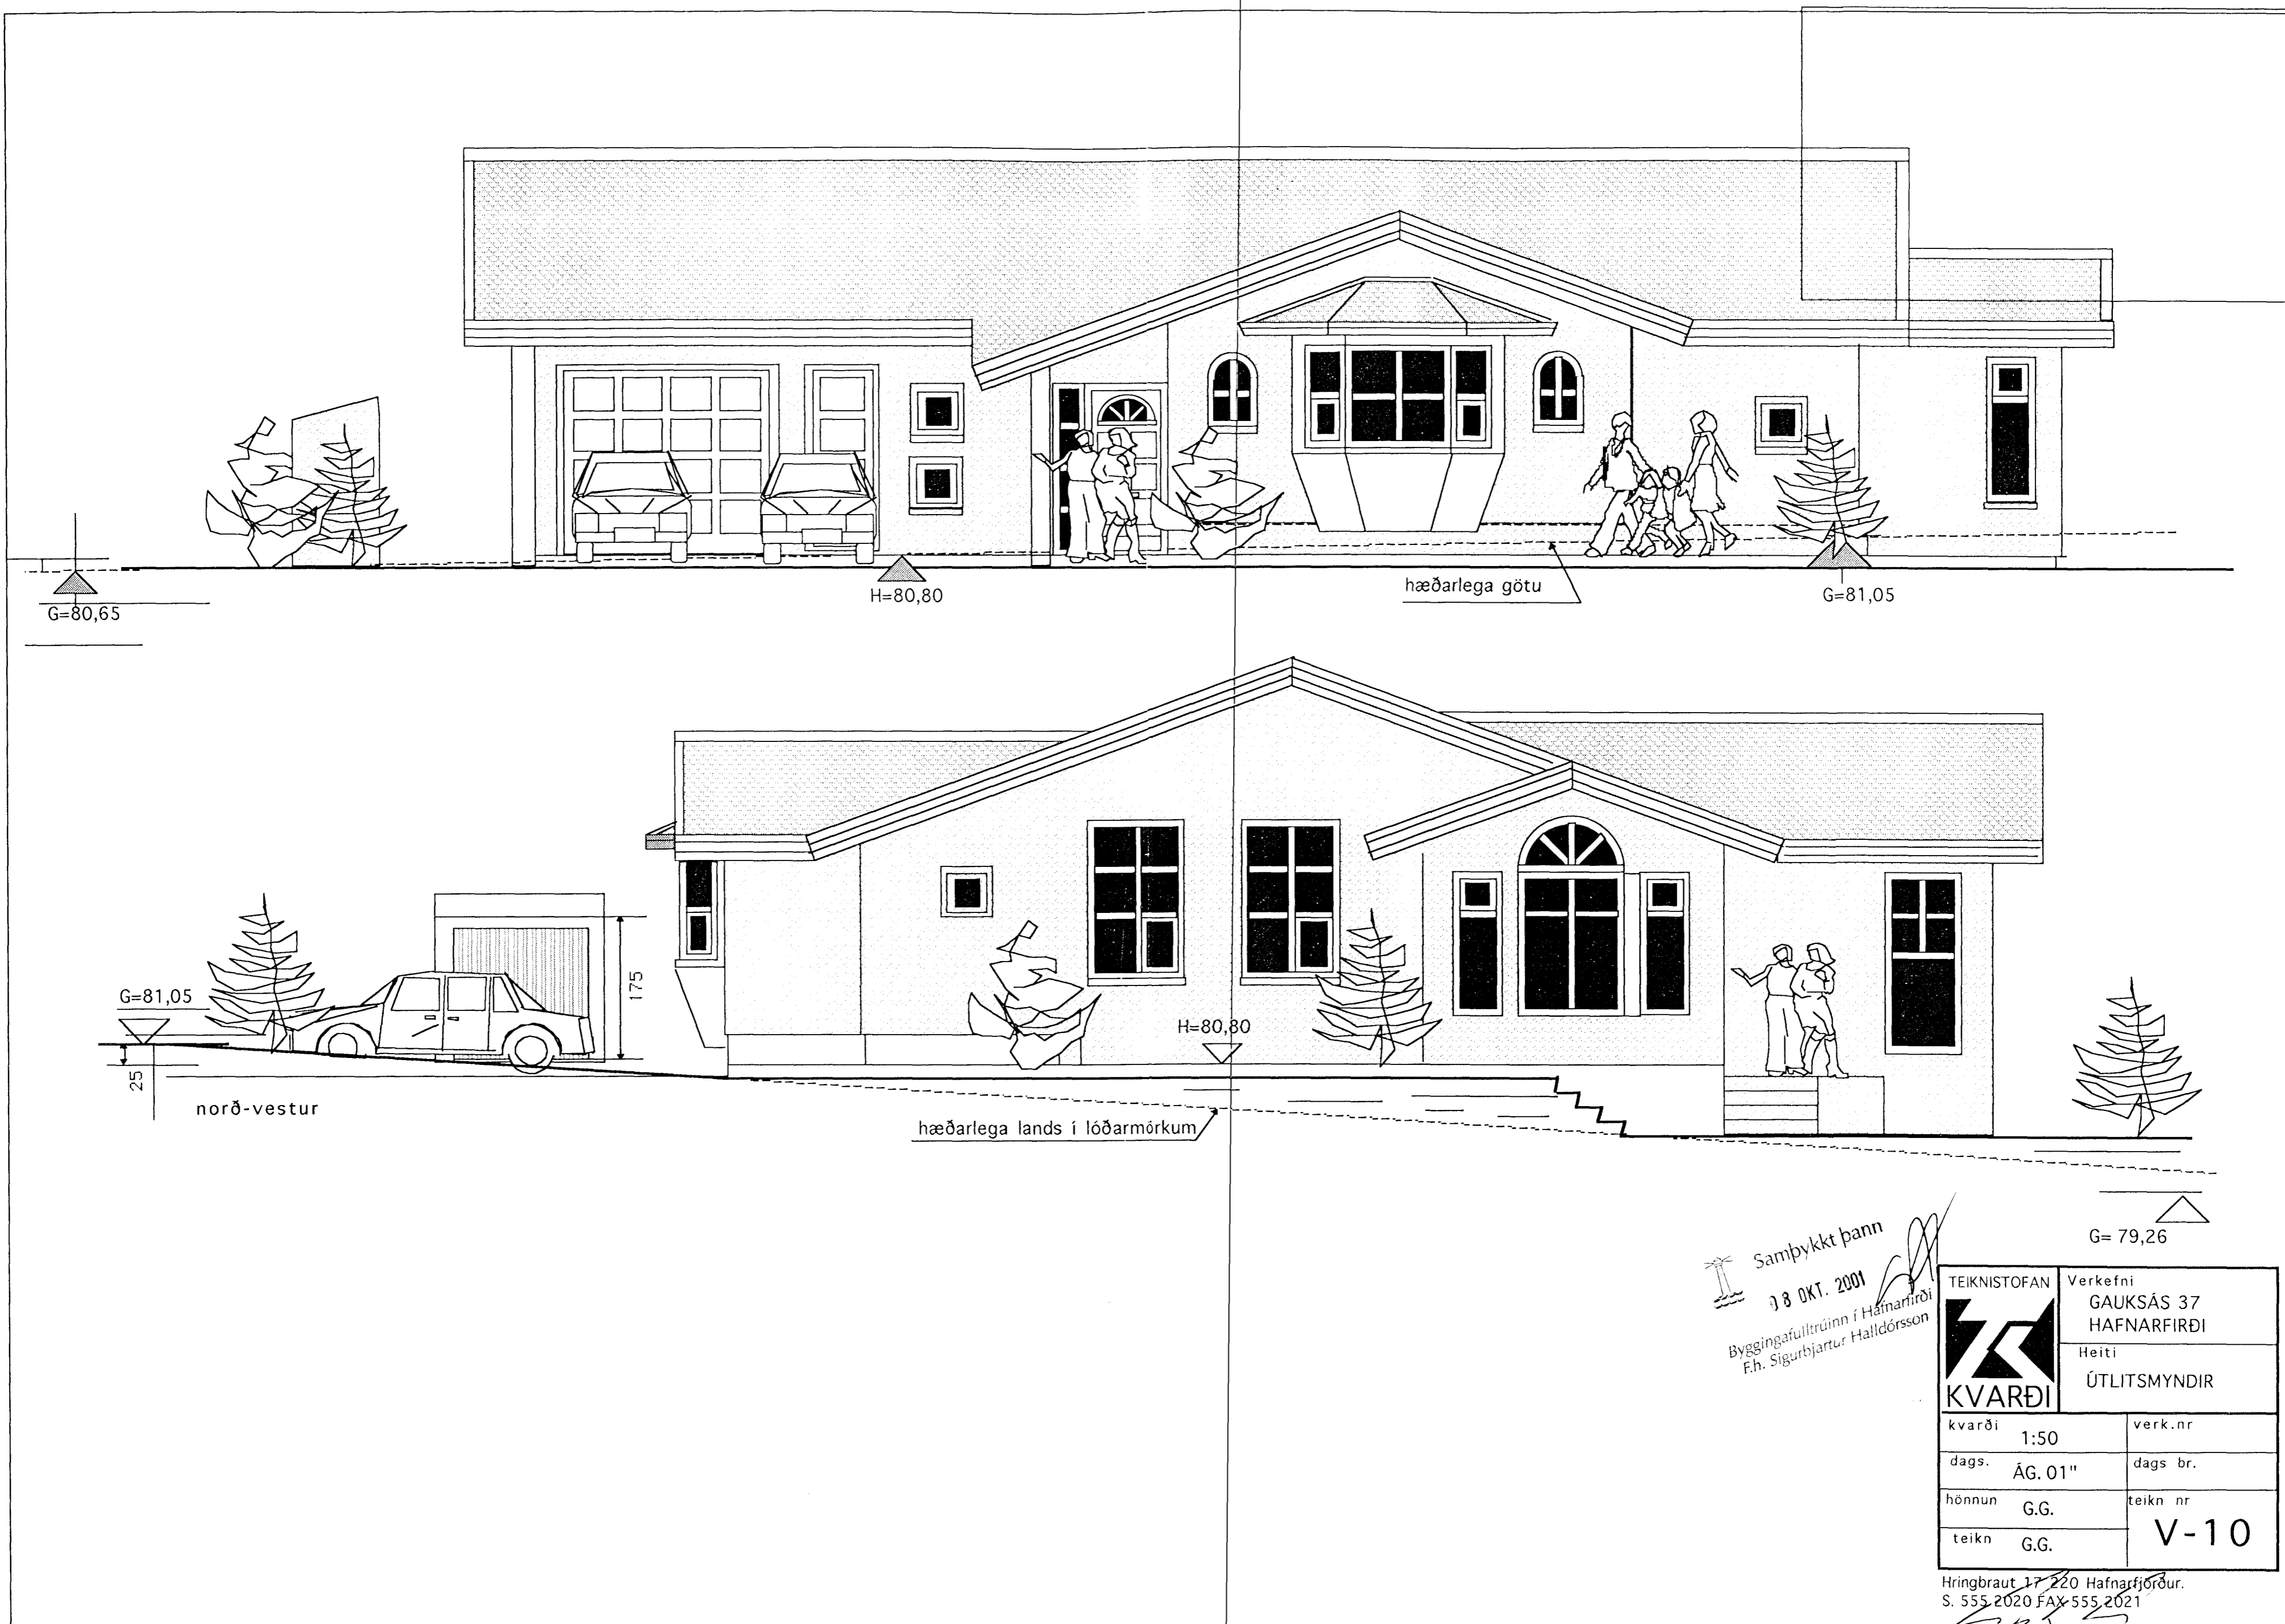 G=80,65
H=80,80
hæðarlega götu
G=81,05
G=81,05
175
25
norð-vestur
H=80,80
hæðarlega lands í lóðarmörkum
G= 79,26
Samþykkt þann
08 OKT. 2001
Byggingafulltrúinn í Hafnarfirði
F.h. Sigurbjartur Halldórsson
TEIKNISTOFAN
TK
KVARÐI
Verkefni
GAUKSÁS 37
HAFNARFIRÐI
Heiti
ÚTLITSMYNDIR
kvarði 1:50
verk.nr
dags. ÁG. 01"
dags br.
hönnun G.G.
teikn nr
V-10
teikn G.G.
Hringbraut 17 220 Hafnarfjörður.
S. 555 2020 FAX 555 2021